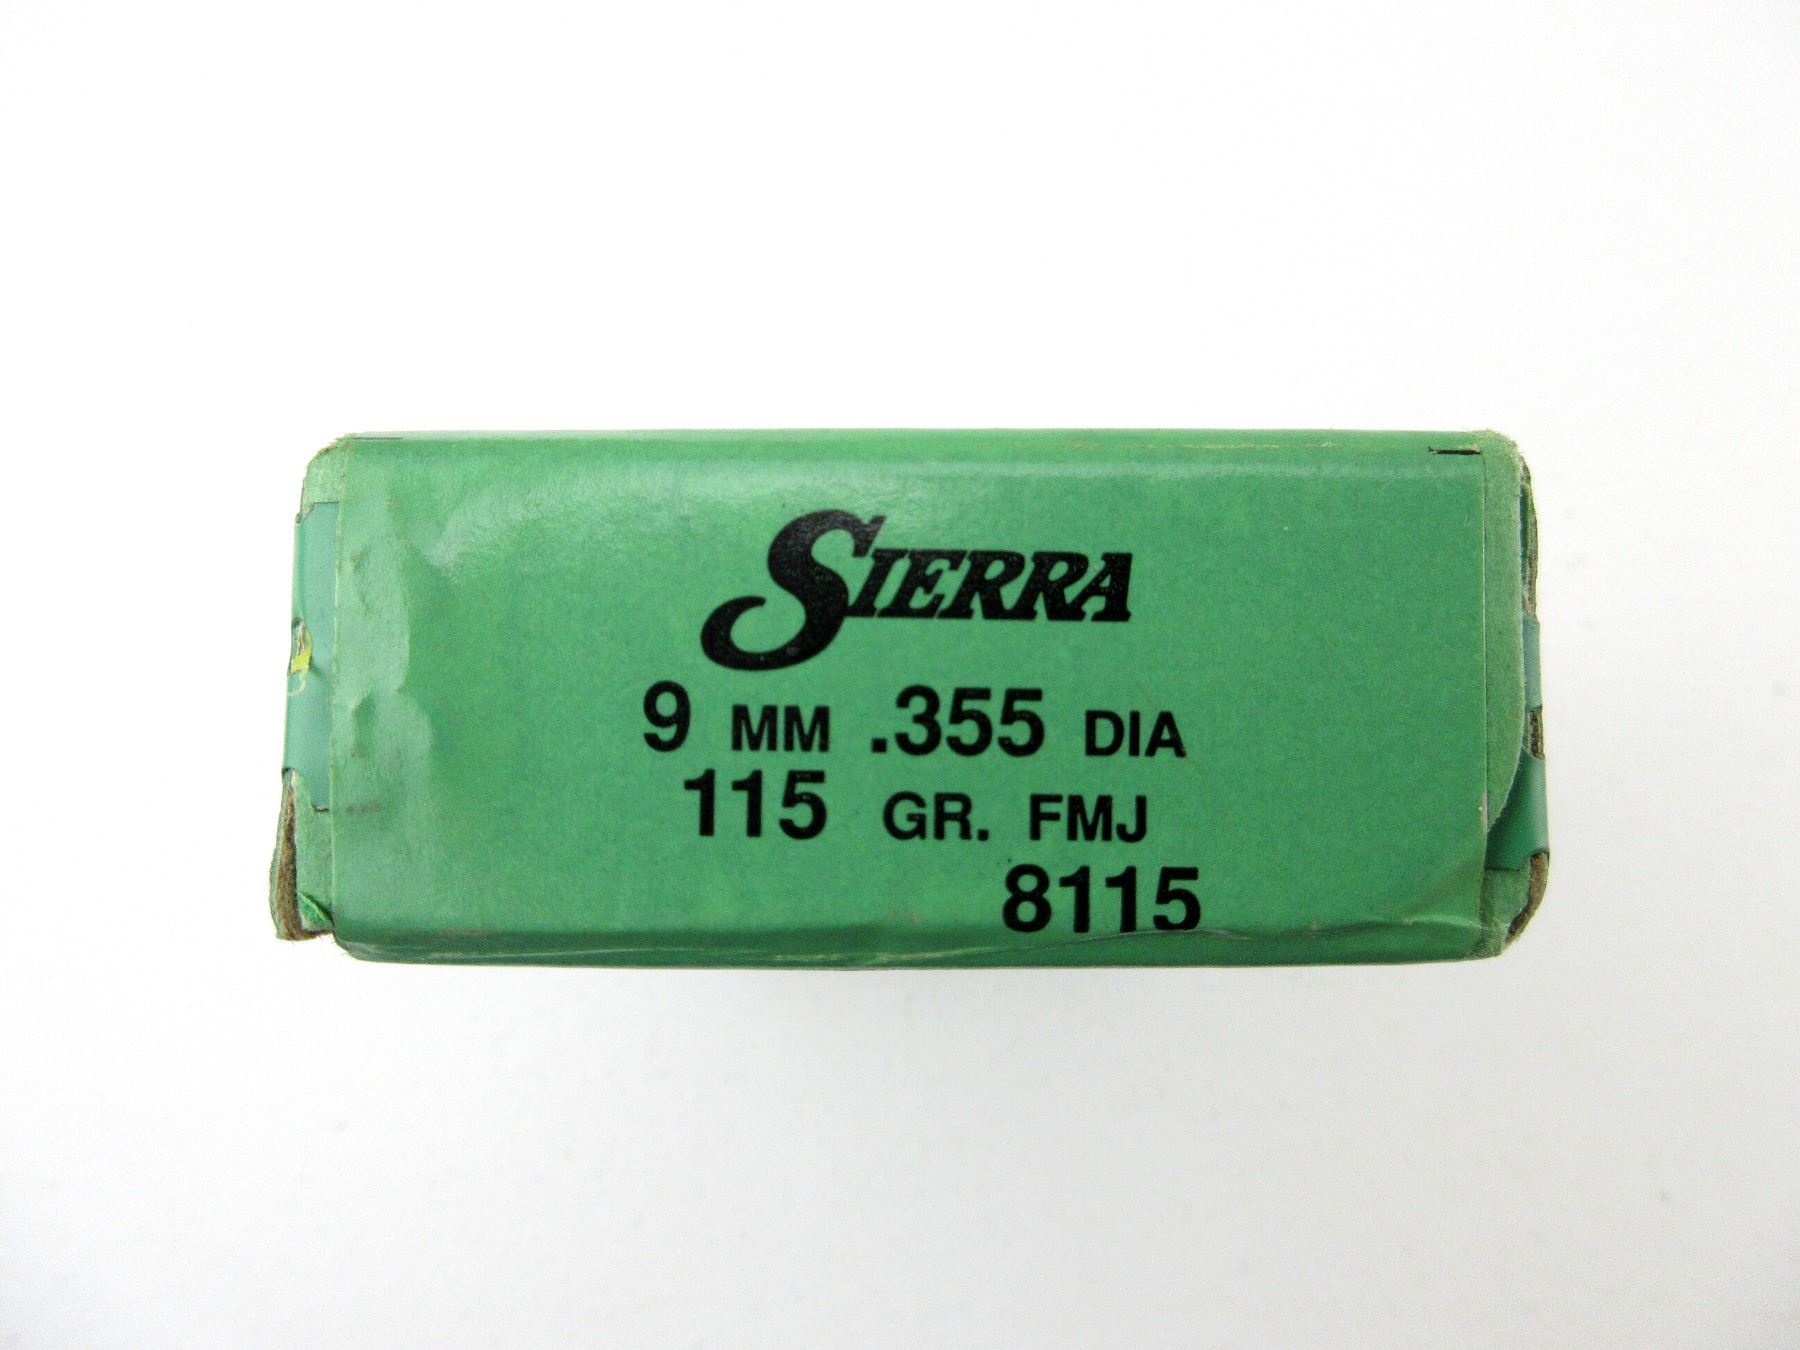 SIERRA
9 MM .355 DIA
115 GR. FMJ
8115